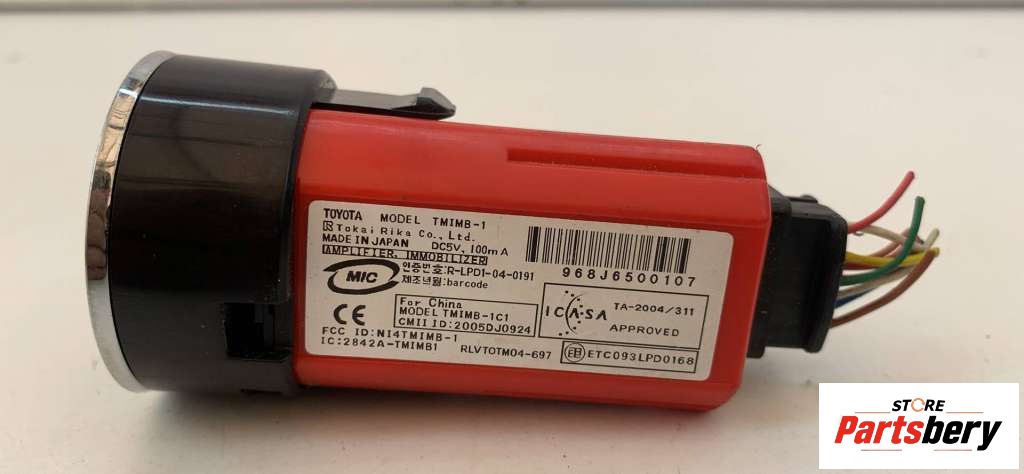 TOYOTA MODEL TMIMB-1
Tokai Rika Co., Ltd.
MADE IN JAPAN DC5V, 100mA
AMPLIFIER, IMMOBILIZER
MIC
인증번호:R-LPD1-04-0191
제조년월:barcode
968J6500107
CE
For China
MODEL TMIMB-1C1
CMII ID:2005DJ0924
ICASA
TA-2004/311
APPROVED
FCC ID:NI4TMIMB-1
IC:2842A-TMIMB1 RLVTOTM04-697
ETC093LPD0168
STORE
Partsbery